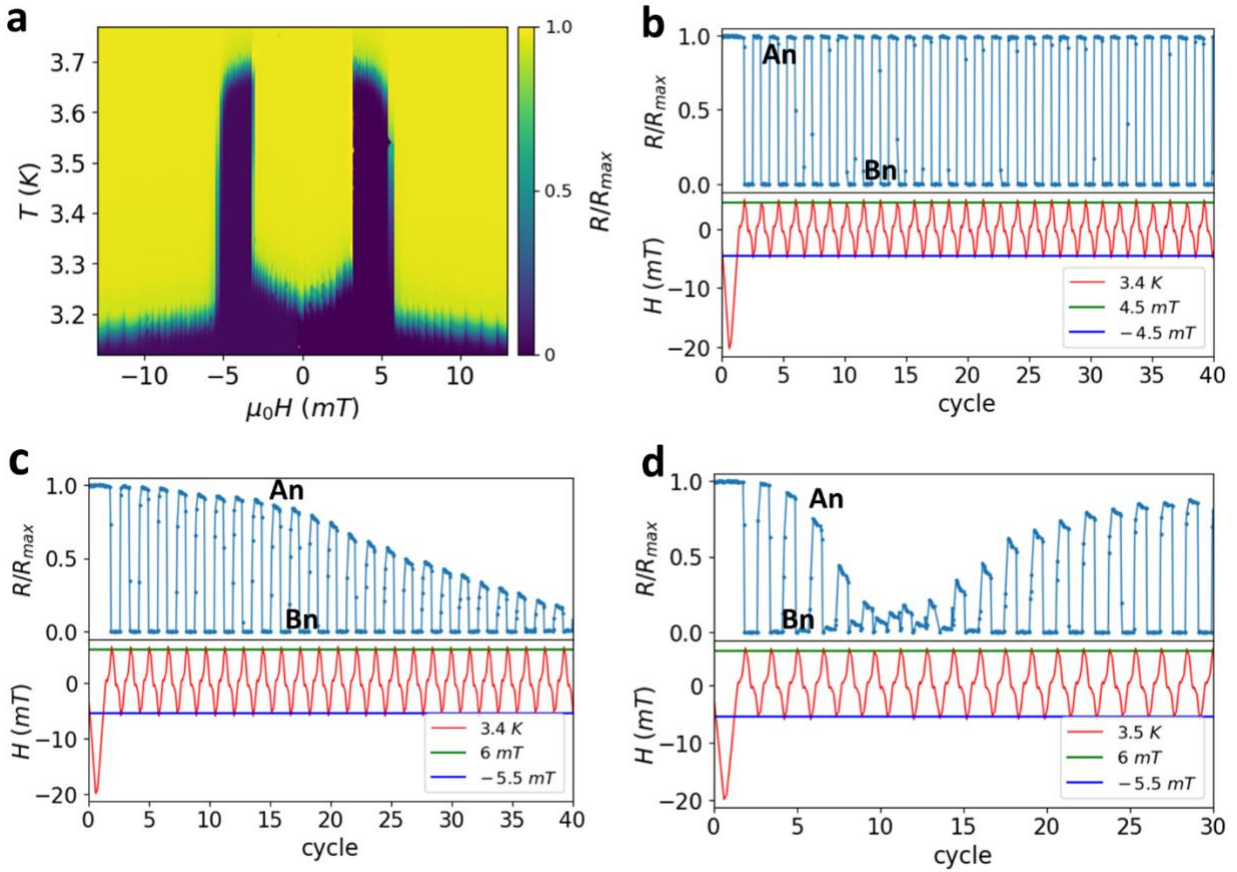 a
1.0
3.7
3.6
3.5
3.4
3.3
3.2
T (K)
0.5
0
R/Rmax
−10
−5
0
5
10
μ0H (mT)
b
1.0
0.5
0.0
R/Rmax
An
Bn
0
−10
−20
H (mT)
3.4 K
4.5 mT
−4.5 mT
0
5
10
15
20
25
30
35
40
cycle
c
1.0
0.5
0.0
R/Rmax
An
Bn
0
−10
−20
H (mT)
3.4 K
6 mT
−5.5 mT
0
5
10
15
20
25
30
35
40
cycle
d
1.0
0.5
0.0
R/Rmax
An
Bn
0
−10
−20
H (mT)
3.5 K
6 mT
−5.5 mT
0
5
10
15
20
25
30
cycle